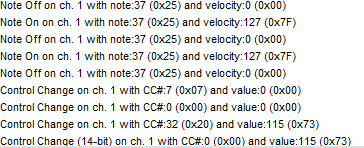 Note Off on ch. 1 with note:37 (0x25) and velocity:0 (0x00)
Note On on ch. 1 with note:37 (0x25) and velocity:127 (0x7F)
Note Off on ch. 1 with note:37 (0x25) and velocity:0 (0x00)
Note On on ch. 1 with note:37 (0x25) and velocity:127 (0x7F)
Note Off on ch. 1 with note:37 (0x25) and velocity:0 (0x00)
Control Change on ch. 1 with CC#:7 (0x07) and value:0 (0x00)
Control Change on ch. 1 with CC#:0 (0x00) and value:0 (0x00)
Control Change on ch. 1 with CC#:32 (0x20) and value:115 (0x73)
Control Change (14-bit) on ch. 1 with CC#:0 (0x00) and value:115 (0x73)